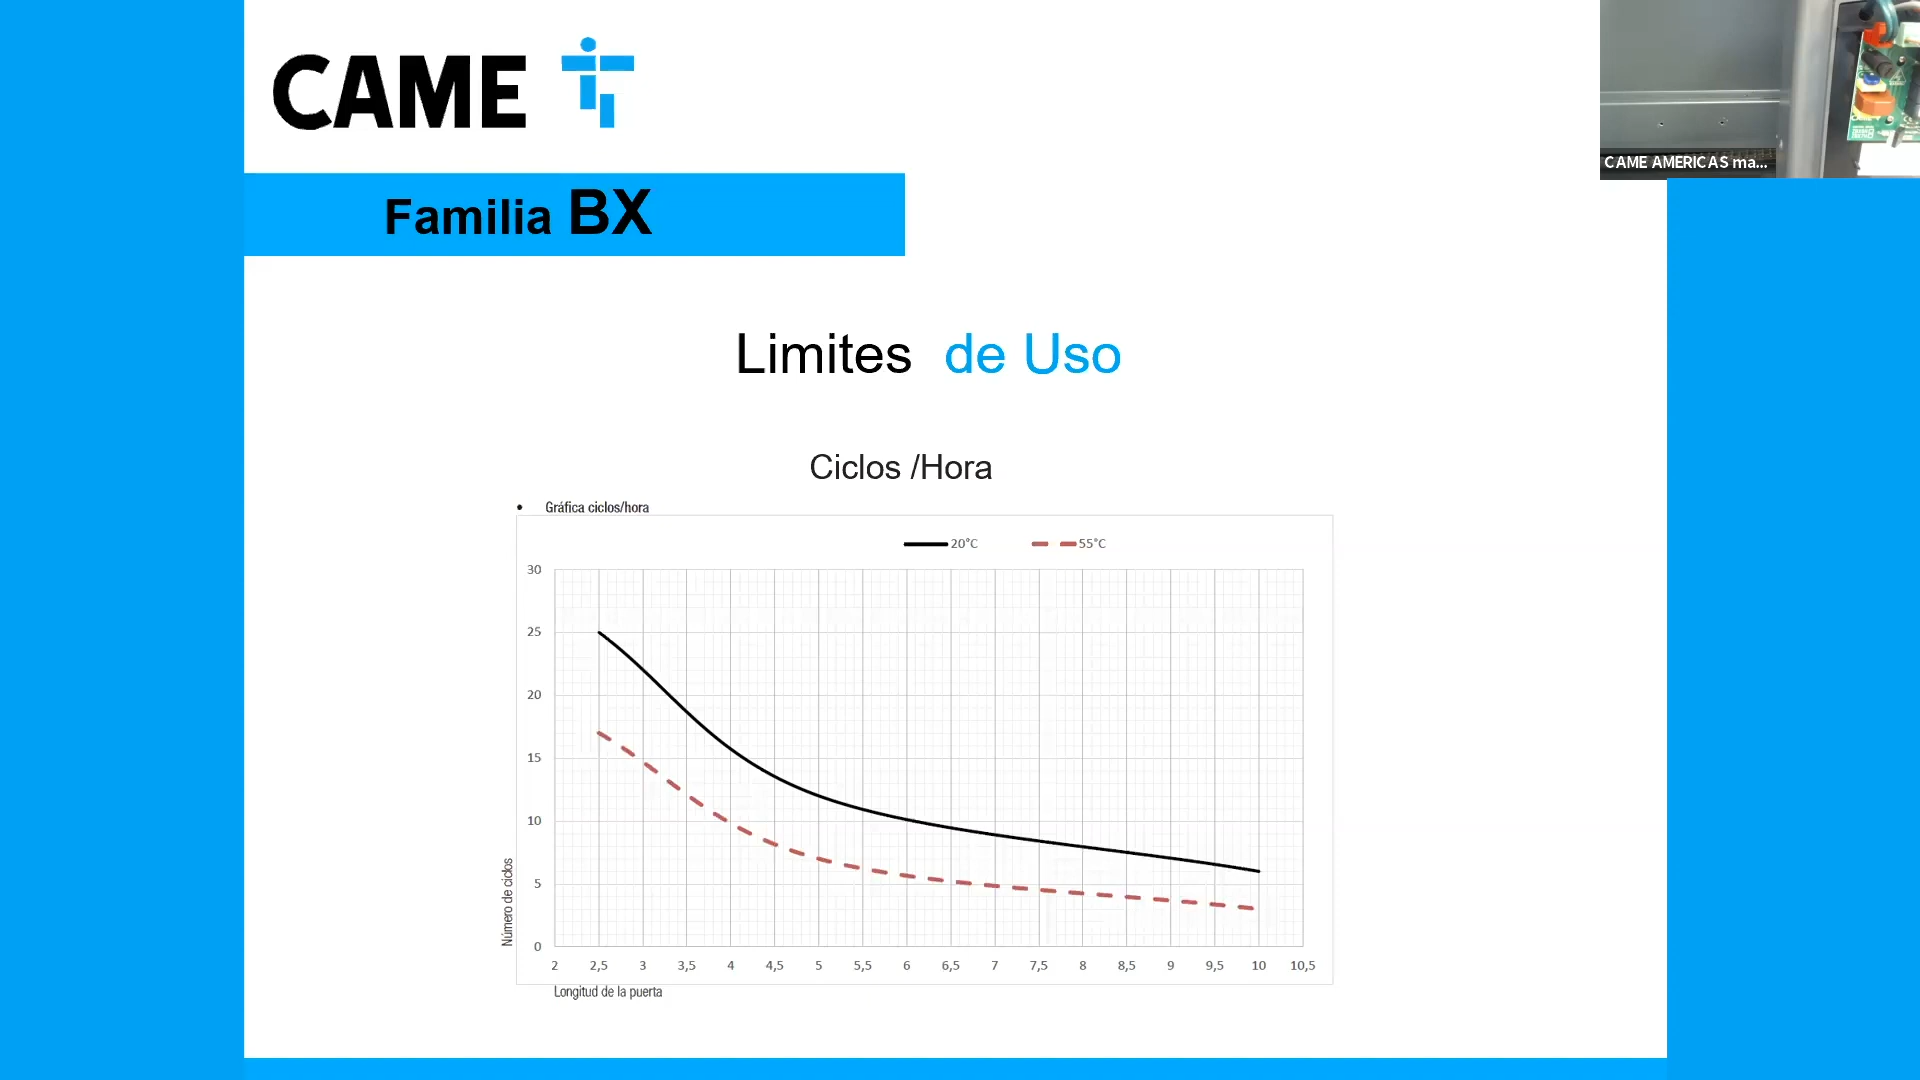 CAME
CAME AMERICAS ma...
Familia BX
Limites de Uso
Ciclos /Hora
• Gráfica ciclos/hora
20°C 55°C
30
25
20
15
10
5
0
Número de ciclos
2 2,5 3 3,5 4 4,5 5 5,5 6 6,5 7 7,5 8 8,5 9 9,5 10 10,5
Longitud de la puerta